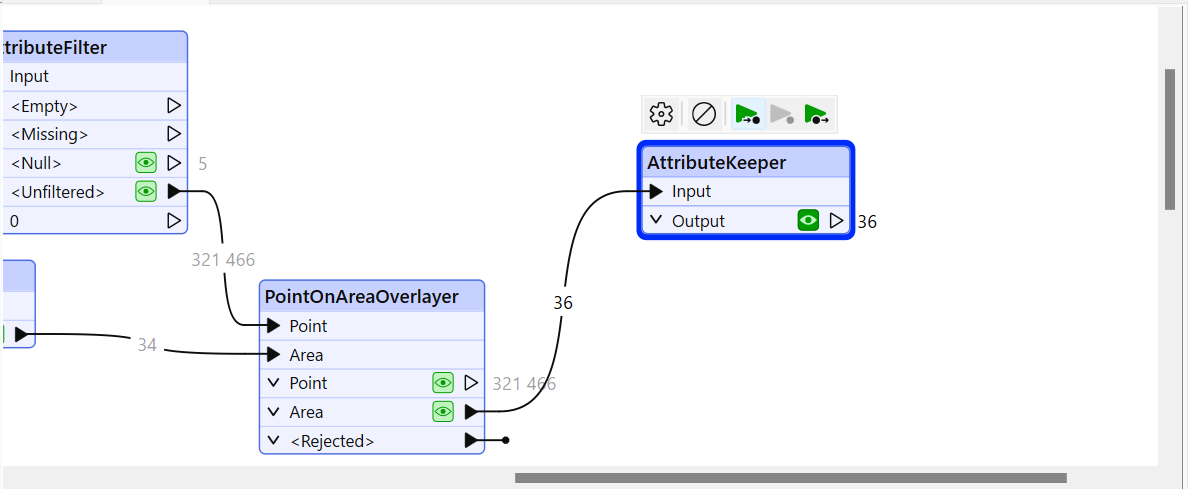 tributeFilter
Input
<Empty>
<Missing>
<Null>
5
<Unfiltered>
0
321 466
34
PointOnAreaOverlayer
Point
Area
Point
321 466
Area
<Rejected>
36
AttributeKeeper
Input
Output
36